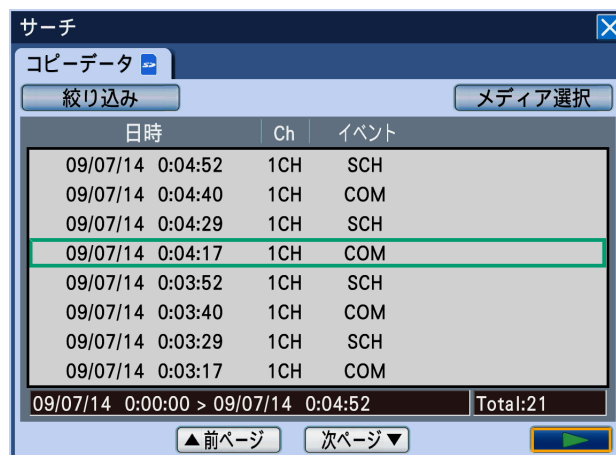 サーチ
コピーデータ
絞り込み メディア選択
日時 Ch イベント
09/07/14 0:04:52 1CH SCH
09/07/14 0:04:40 1CH COM
09/07/14 0:04:29 1CH SCH
09/07/14 0:04:17 1CH COM
09/07/14 0:03:52 1CH SCH
09/07/14 0:03:40 1CH COM
09/07/14 0:03:29 1CH SCH
09/07/14 0:03:17 1CH COM
09/07/14 0:00:00 > 09/07/14 0:04:52 Total:21
▲前ページ 次ページ▼